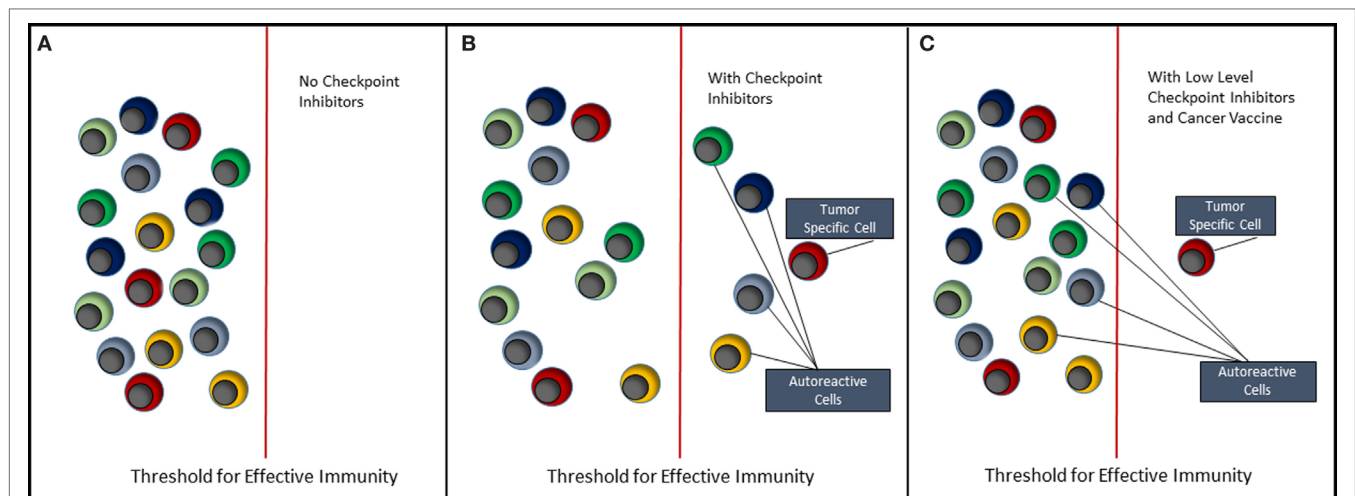 A
No Checkpoint
Inhibitors
Threshold for Effective Immunity
B
With Checkpoint
Inhibitors
Tumor
Specific Cell
Autoreactive
Cells
Threshold for Effective Immunity
C
With Low Level
Checkpoint Inhibitors
and Cancer Vaccine
Tumor
Specific Cell
Autoreactive
Cells
Threshold for Effective Immunity